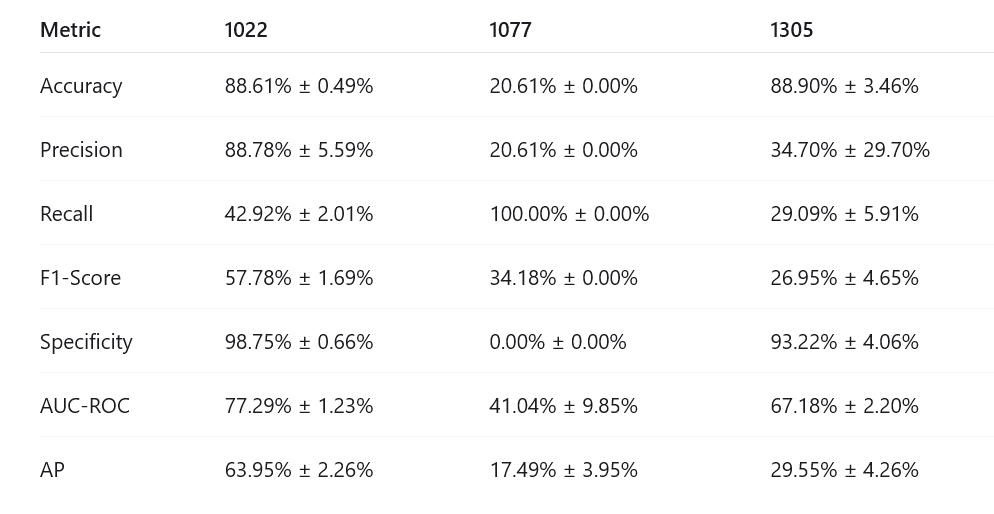 Metric 1022 1077 1305
Accuracy 88.61% ± 0.49% 20.61% ± 0.00% 88.90% ± 3.46%
Precision 88.78% ± 5.59% 20.61% ± 0.00% 34.70% ± 29.70%
Recall 42.92% ± 2.01% 100.00% ± 0.00% 29.09% ± 5.91%
F1-Score 57.78% ± 1.69% 34.18% ± 0.00% 26.95% ± 4.65%
Specificity 98.75% ± 0.66% 0.00% ± 0.00% 93.22% ± 4.06%
AUC-ROC 77.29% ± 1.23% 41.04% ± 9.85% 67.18% ± 2.20%
AP 63.95% ± 2.26% 17.49% ± 3.95% 29.55% ± 4.26%